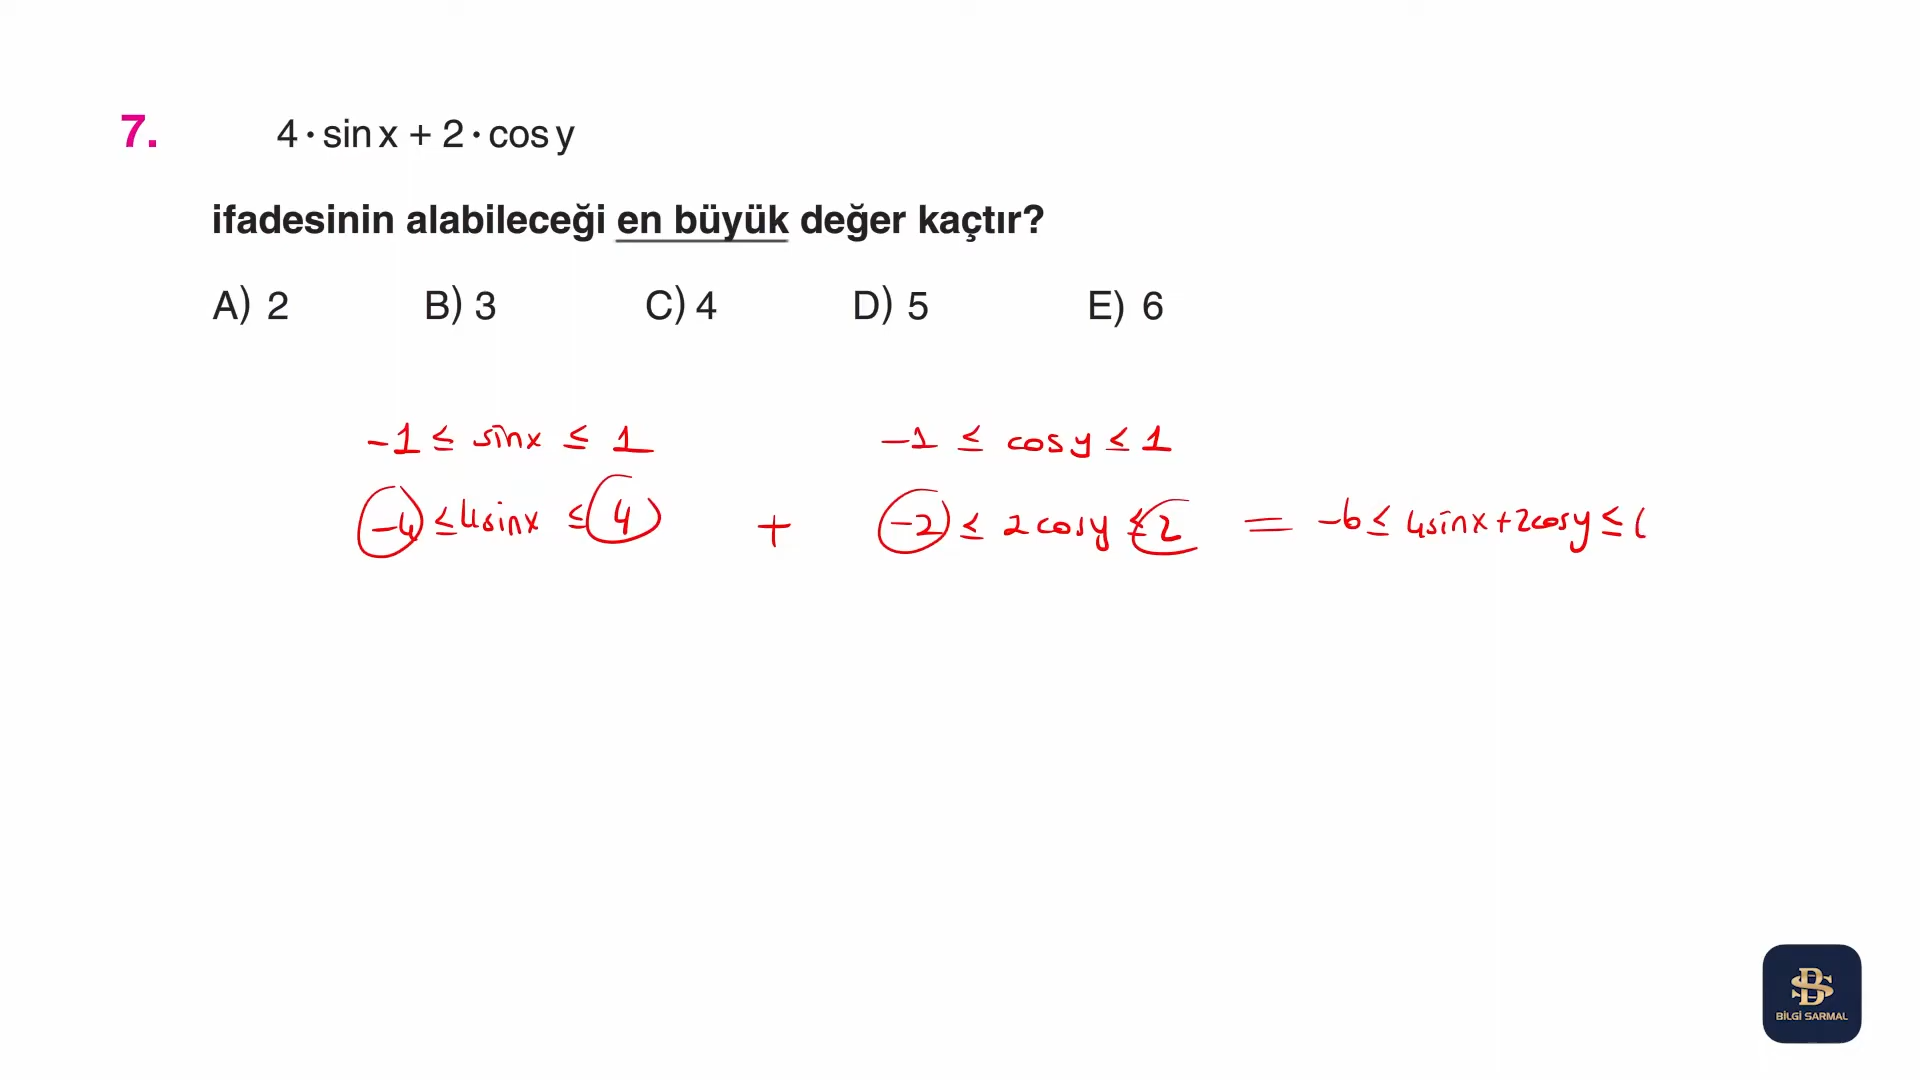 7. 4·sin x + 2·cos y
ifadesinin alabileceği en büyük değer kaçtır?
A) 2 B) 3 C) 4 D) 5 E) 6
-1 ≤ sinx ≤ 1 -1 ≤ cosy ≤ 1
-4 ≤ 4sinx ≤ 4 + -2 ≤ 2cosy ≤ 2 = -6 ≤ 4sinx+2cosy ≤ (
BİLGİ SARMAL